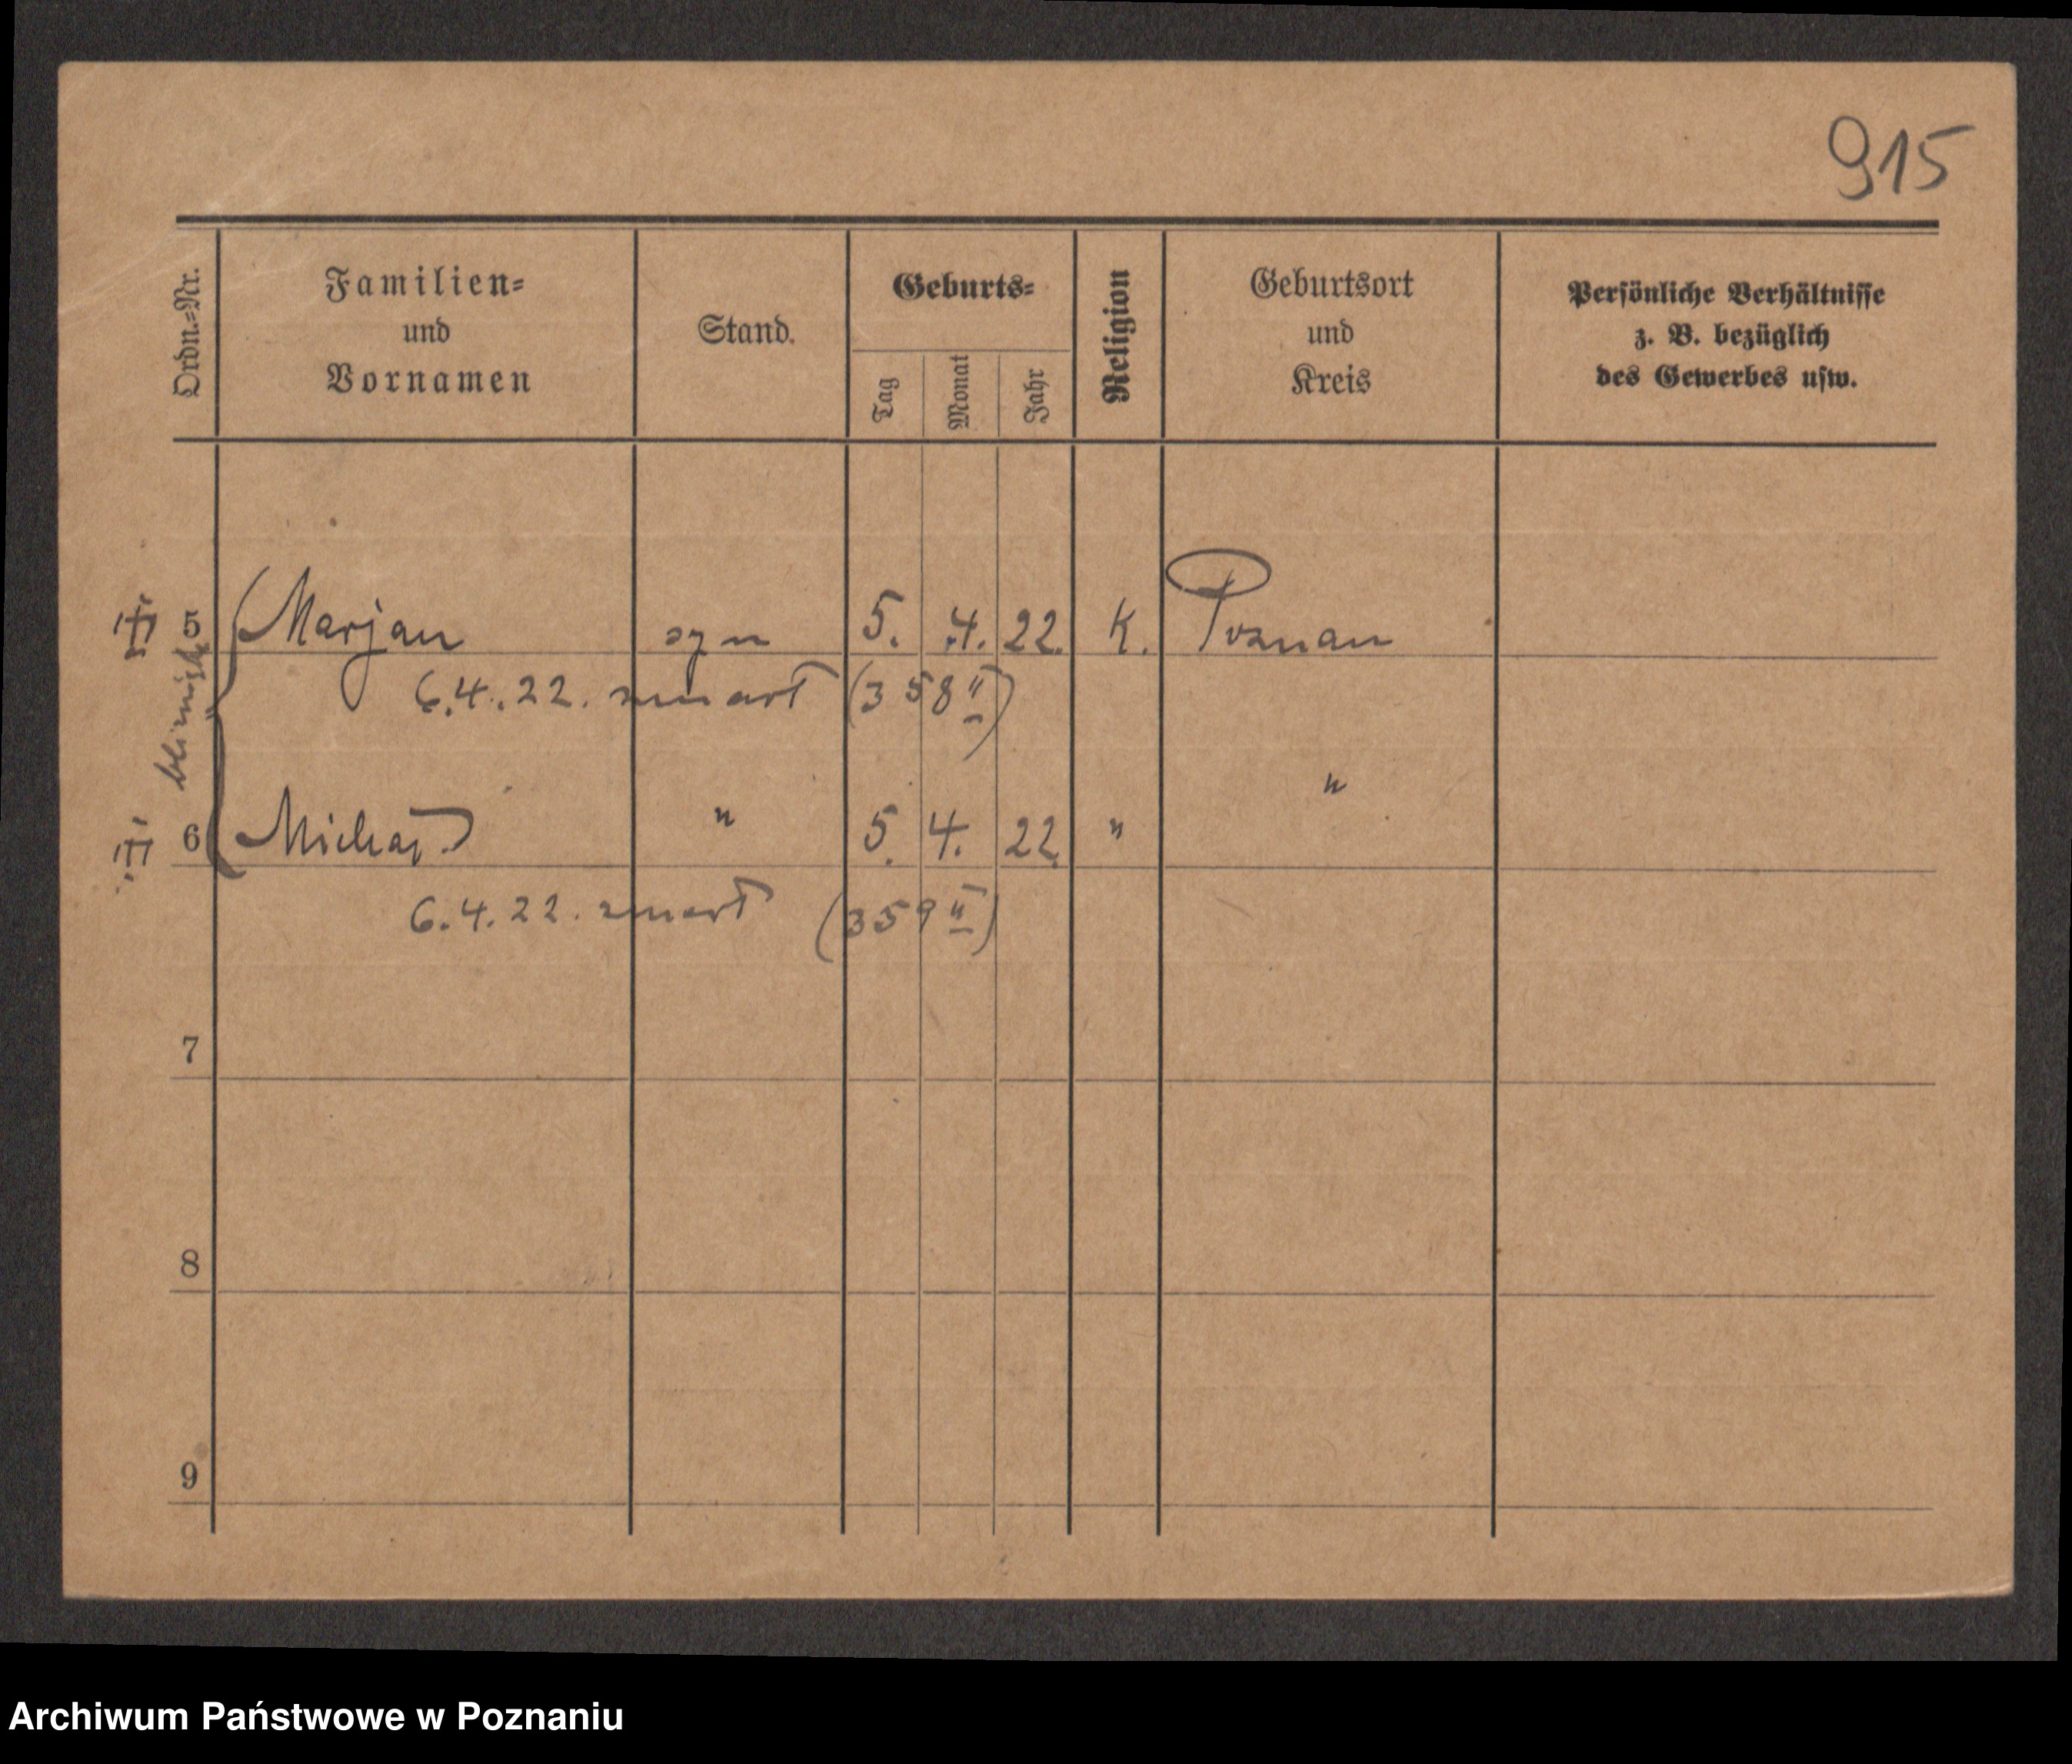 915
Ordn.=Nr.
Familien=
und
Vornamen
Stand.
Geburts=
Tag
Monat
Jahr
Religion
Geburtsort
und
Kreis
Persönliche Verhältnisse
z. B. bezüglich
des Gewerbes usw.
5 Marjan syn 5. 4. 22. K. Poznan
6.4.22. zmarł (358 II)
6 Michał " 5. 4. 22. " "
6.4.22. zmarł (359 II)
7
8
9
Archiwum Państwowe w Poznaniu